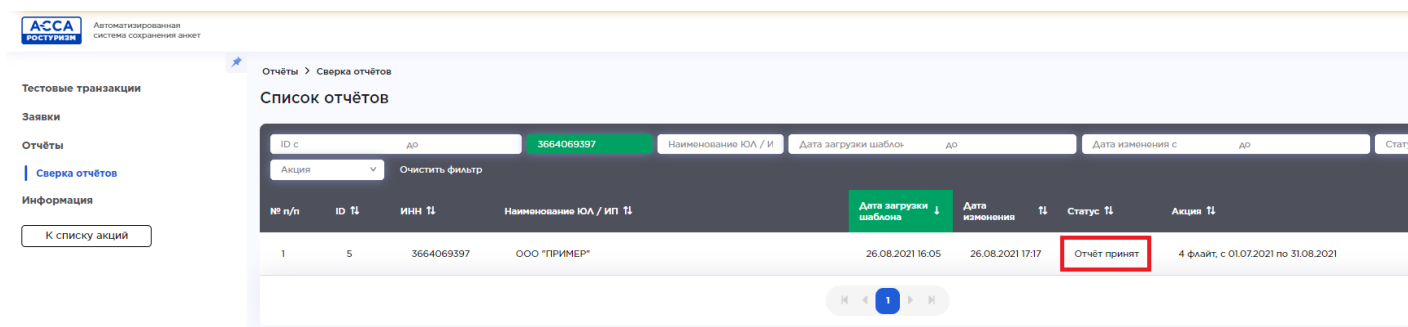 АССА
РОСТУРИЗМ
Автоматизированная
система сохранения анкет
Тестовые транзакции
Заявки
Отчёты
Сверка отчётов
Информация
К списку акций
Отчёты > Сверка отчётов
Список отчётов
ID с до 3664069397 Наименование ЮЛ / И Дата загрузки шаблон до Дата изменения с до Стату
Акция Очистить фильтр
№ п/п ID ИНН Наименование ЮЛ / ИП Дата загрузки шаблона Дата изменения Статус Акция
1 5 3664069397 ООО "ПРИМЕР" 26.08.2021 16:05 26.08.2021 17:17 Отчёт принят 4 флайт, с 01.07.2021 по 31.08.2021
1